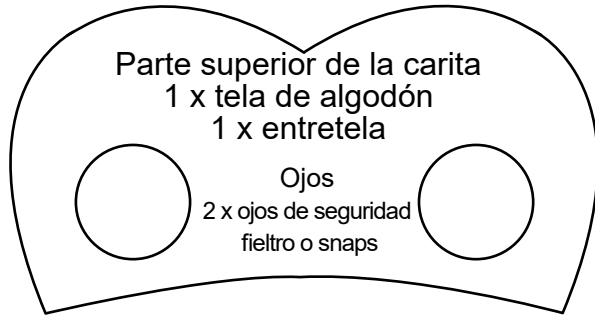 Parte superior de la carita
1 x tela de algodón
1 x entretela
Ojos
2 x ojos de seguridad
fieltro o snaps